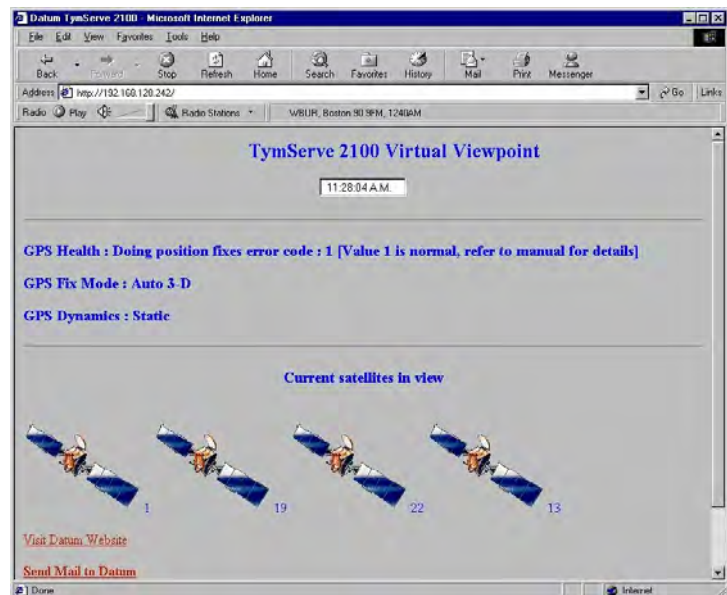 Datum TymServe 2100 - Microsoft Internet Explorer
File Edit View Favorites Tools Help
Back Forward Stop Refresh Home Search Favorites History Mail Print Messenger
Address http://192.168.120.242/ Go Links
Radio Play Radio Stations WBUR, Boston 90.9FM, 1240AM
TymServe 2100 Virtual Viewpoint
11:28:04 A.M.
GPS Health : Doing position fixes error code : 1 [Value 1 is normal, refer to manual for details]
GPS Fix Mode : Auto 3-D
GPS Dynamics : Static
Current satellites in view
1 19 22 13
Visit Datum Website
Send Mail to Datum
Done Internet